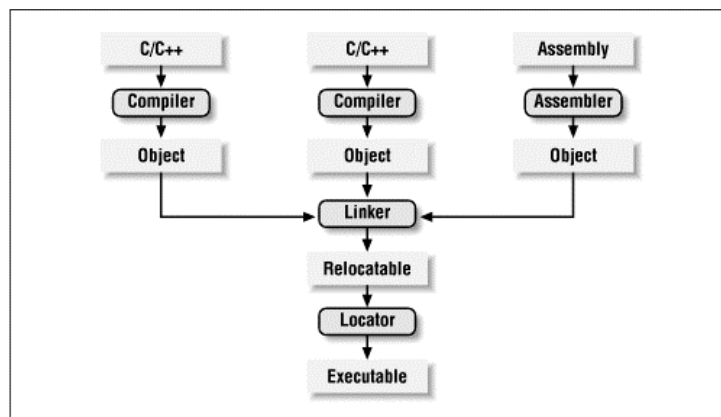 C/C++ C/C++ Assembly
Compiler Compiler Assembler
Object Object Object
Linker
Relocatable
Locator
Executable